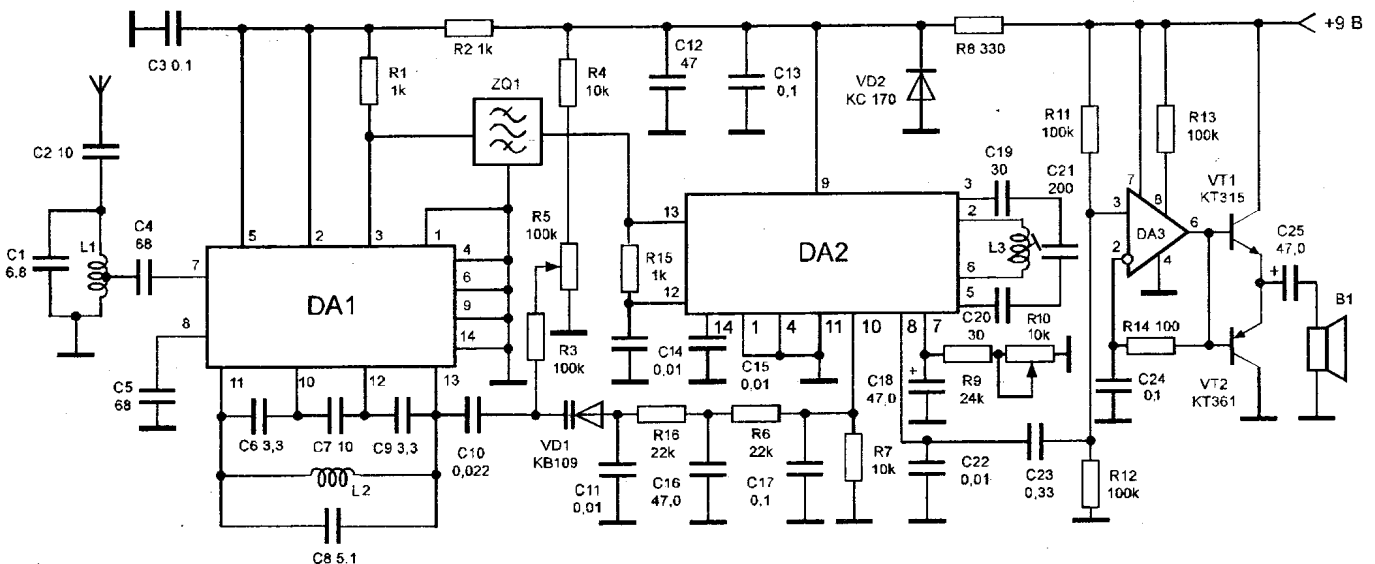 +9 В
C3 0.1
R2 1k
R8 330
R1
1k
ZQ1
R4
10k
C12
47
C13
0,1
VD2
КС 170
R11
100k
R13
100k
C2 10
C19
30
C21
200
VT1
КТ315
C1
6.8
L1
C4
68
7
8
5
2
3
1
4
6
9
14
DA1
11
10
12
13
R5
100k
R15
1k
13
12
9
DA2
3
2
6
5
L3
14
1
4
11
10
8
7
C20
30
R10
10k
7
8
3
2
6
4
DA3
C25
47,0
+
B1
C5
68
R3
100k
C14
0,01
C15
0,01
C18
47,0
+
R9
24k
R14 100
C24
0,1
VT2
КТ361
C6 3,3
C7 10
C9 3,3
C10
0,022
VD1
КВ109
R16
22k
R6
22k
R7
10k
L2
C11
0,01
C16
47,0
C17
0,1
C22
0,01
C23
0,33
R12
100k
C8 5.1